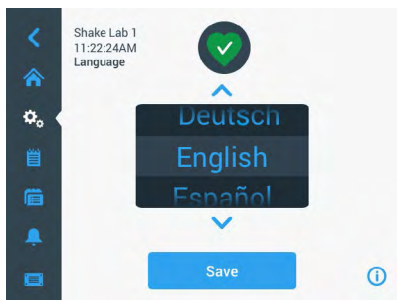 Shake Lab 1
11:22:24AM
Language
Deutsch
English
Español
Save